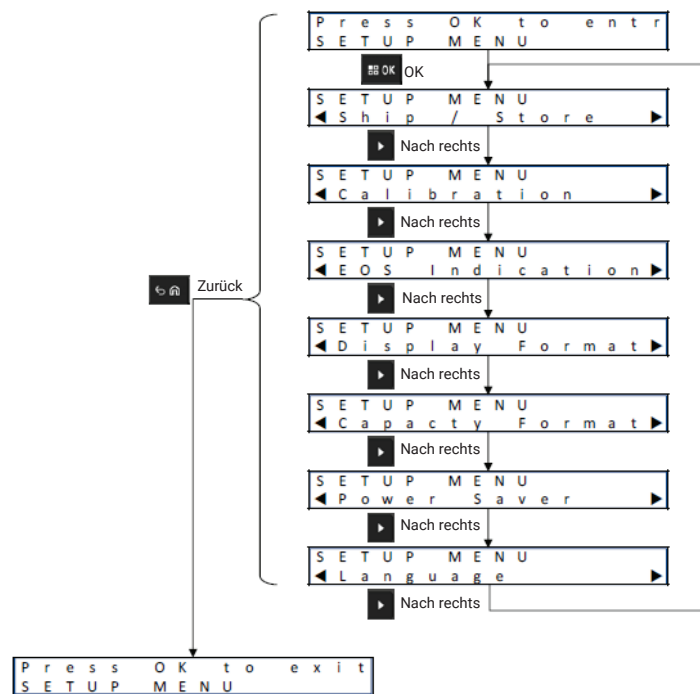 Press OK to entr
SETUP MENU
OK OK
SETUP MENU
◀Ship / Store ▶
Nach rechts
SETUP MENU
◀Calibration ▶
Nach rechts
SETUP MENU
◀EOS Indication▶
Zurück
Nach rechts
SETUP MENU
◀Display Format▶
Nach rechts
SETUP MENU
◀Capacty Format▶
Nach rechts
SETUP MENU
◀Power Saver ▶
Nach rechts
SETUP MENU
◀Language ▶
Nach rechts
Press OK to exit
SETUP MENU